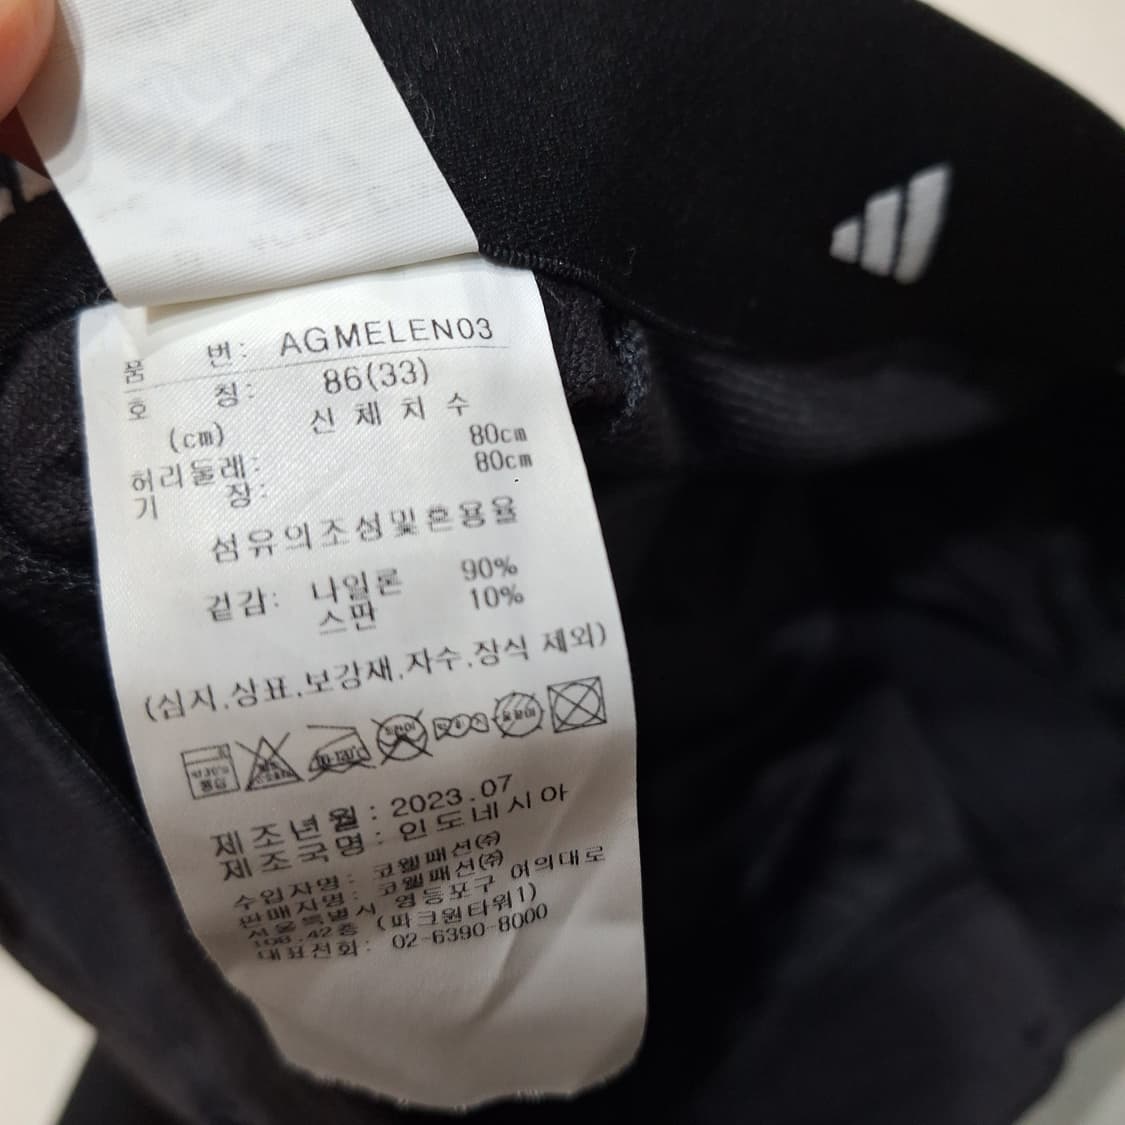 품 번: AGMELEN03
호 칭: 86(33)
(cm) 신 체 치 수
허리둘레: 80cm
기 장: 80cm
섬유의조성및혼용율
겉감: 나일론 90%
스판 10%
(심지.상표.보강재.자수.장식 제외)
제조년월 : 2023.07
제조국명 : 인도네시아
수입자명: 코웰패션(주)
판매자명: 코웰패션(주)
서울특별시 영등포구 여의대로
108.42층 (파크원타워1)
대표전화: 02-6390-8000